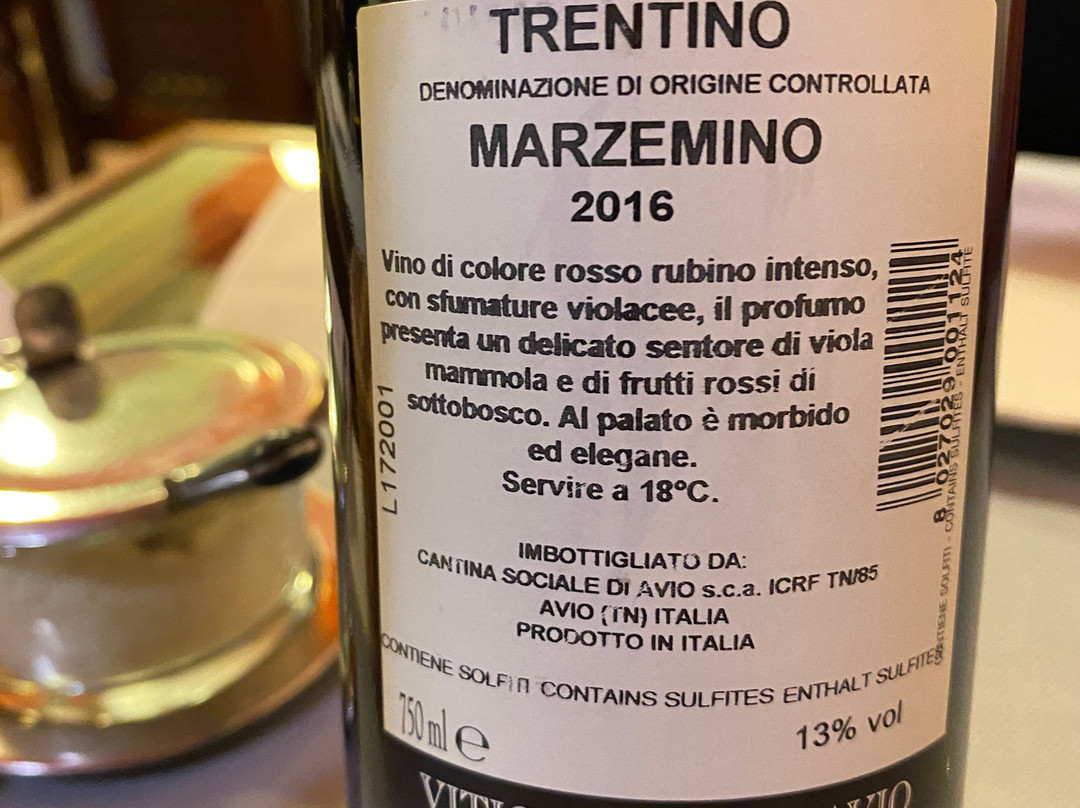 TRENTINO
DENOMINAZIONE DI ORIGINE CONTROLLATA
MARZEMINO
2016
Vino di colore rosso rubino intenso,
con sfumature violacee, il profumo
presenta un delicato sentore di viola
mammola e di frutti rossi di
sottobosco. Al palato è morbido
ed elegane.
Servire a 18°C.
L172001
8 027029 001124
CONTIENE SOLFITI - CONTAINS SULFITES - ENTHALT SULFITE
IMBOTTIGLIATO DA:
CANTINA SOCIALE DI AVIO s.c.a. ICRF TN/85
AVIO (TN) ITALIA
PRODOTTO IN ITALIA
CONTIENE SOLFITI CONTAINS SULFITES ENTHALT SULFITE
750 ml e
13% vol